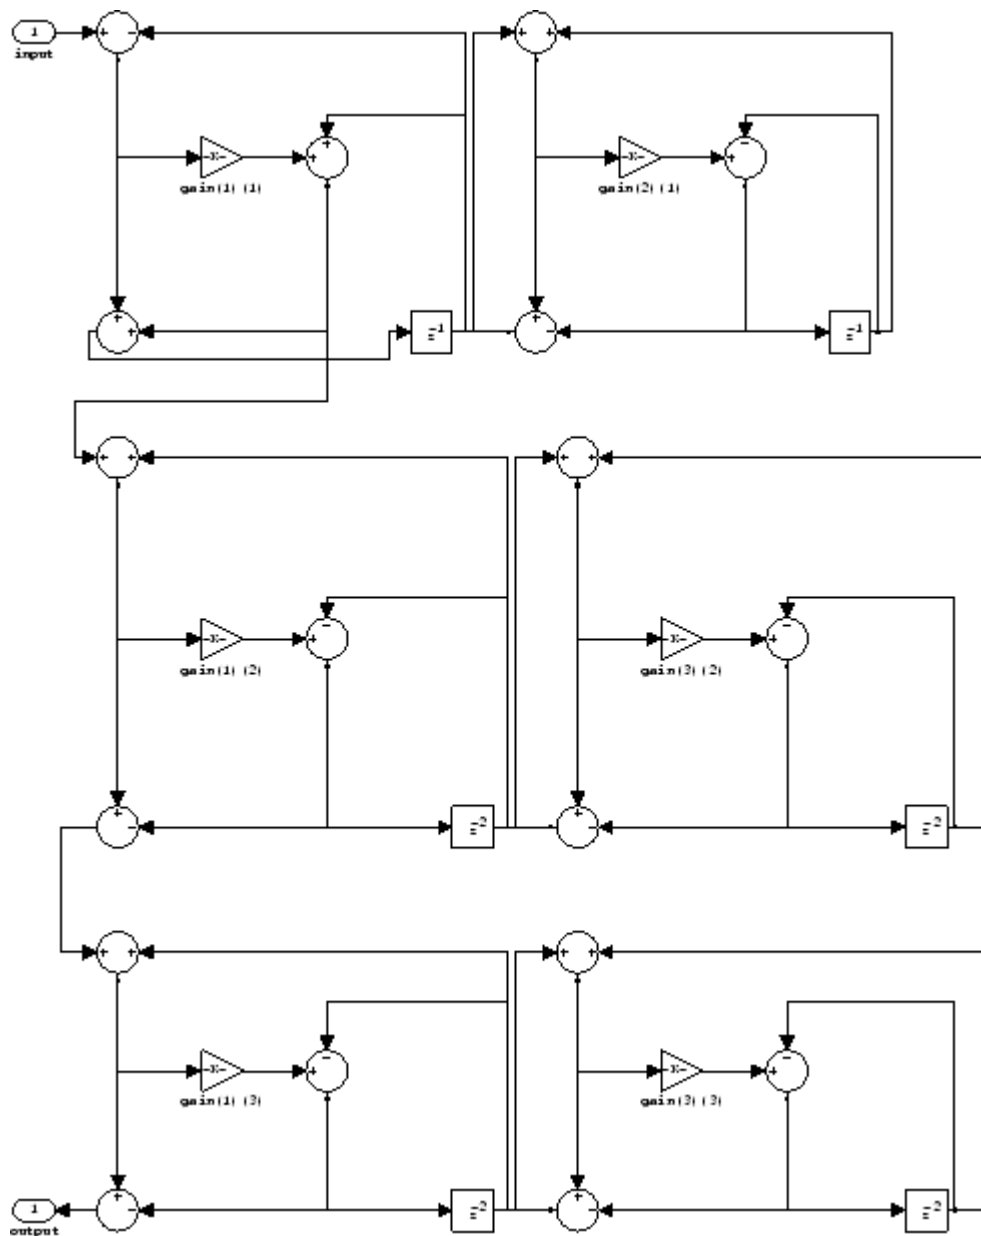 1
input
+ − + +
+ −
-K- + -K- +
gain(1) (1) gain(2) (1)
+ +
− z-1 − z-1
+ + + +
− −
-K- + -K- +
gain(1) (2) gain(3) (2)
+ +
− z-2 − z-2
+ + + +
− −
-K- + -K- +
gain(1) (3) gain(3) (3)
+ +
1 − z-2 − z-2
output